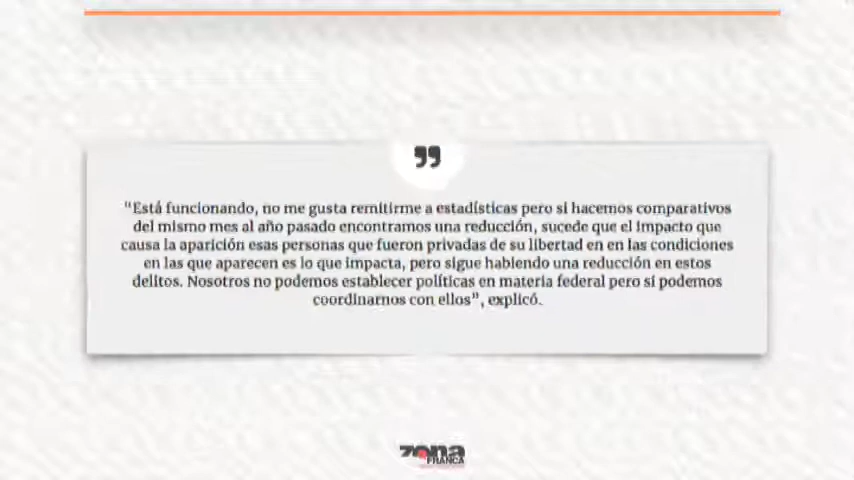 ”
"Está funcionando, no me gusta remitirme a estadísticas pero si hacemos comparativos
del mismo mes al año pasado encontramos una reducción, sucede que el impacto que
causa la aparición esas personas que fueron privadas de su libertad en en las condiciones
en las que aparecen es lo que impacta, pero sigue habiendo una reducción en estos
delitos. Nosotros no podemos establecer políticas en materia federal pero sí podemos
coordinarnos con ellos", explicó.
zona
FRANCA